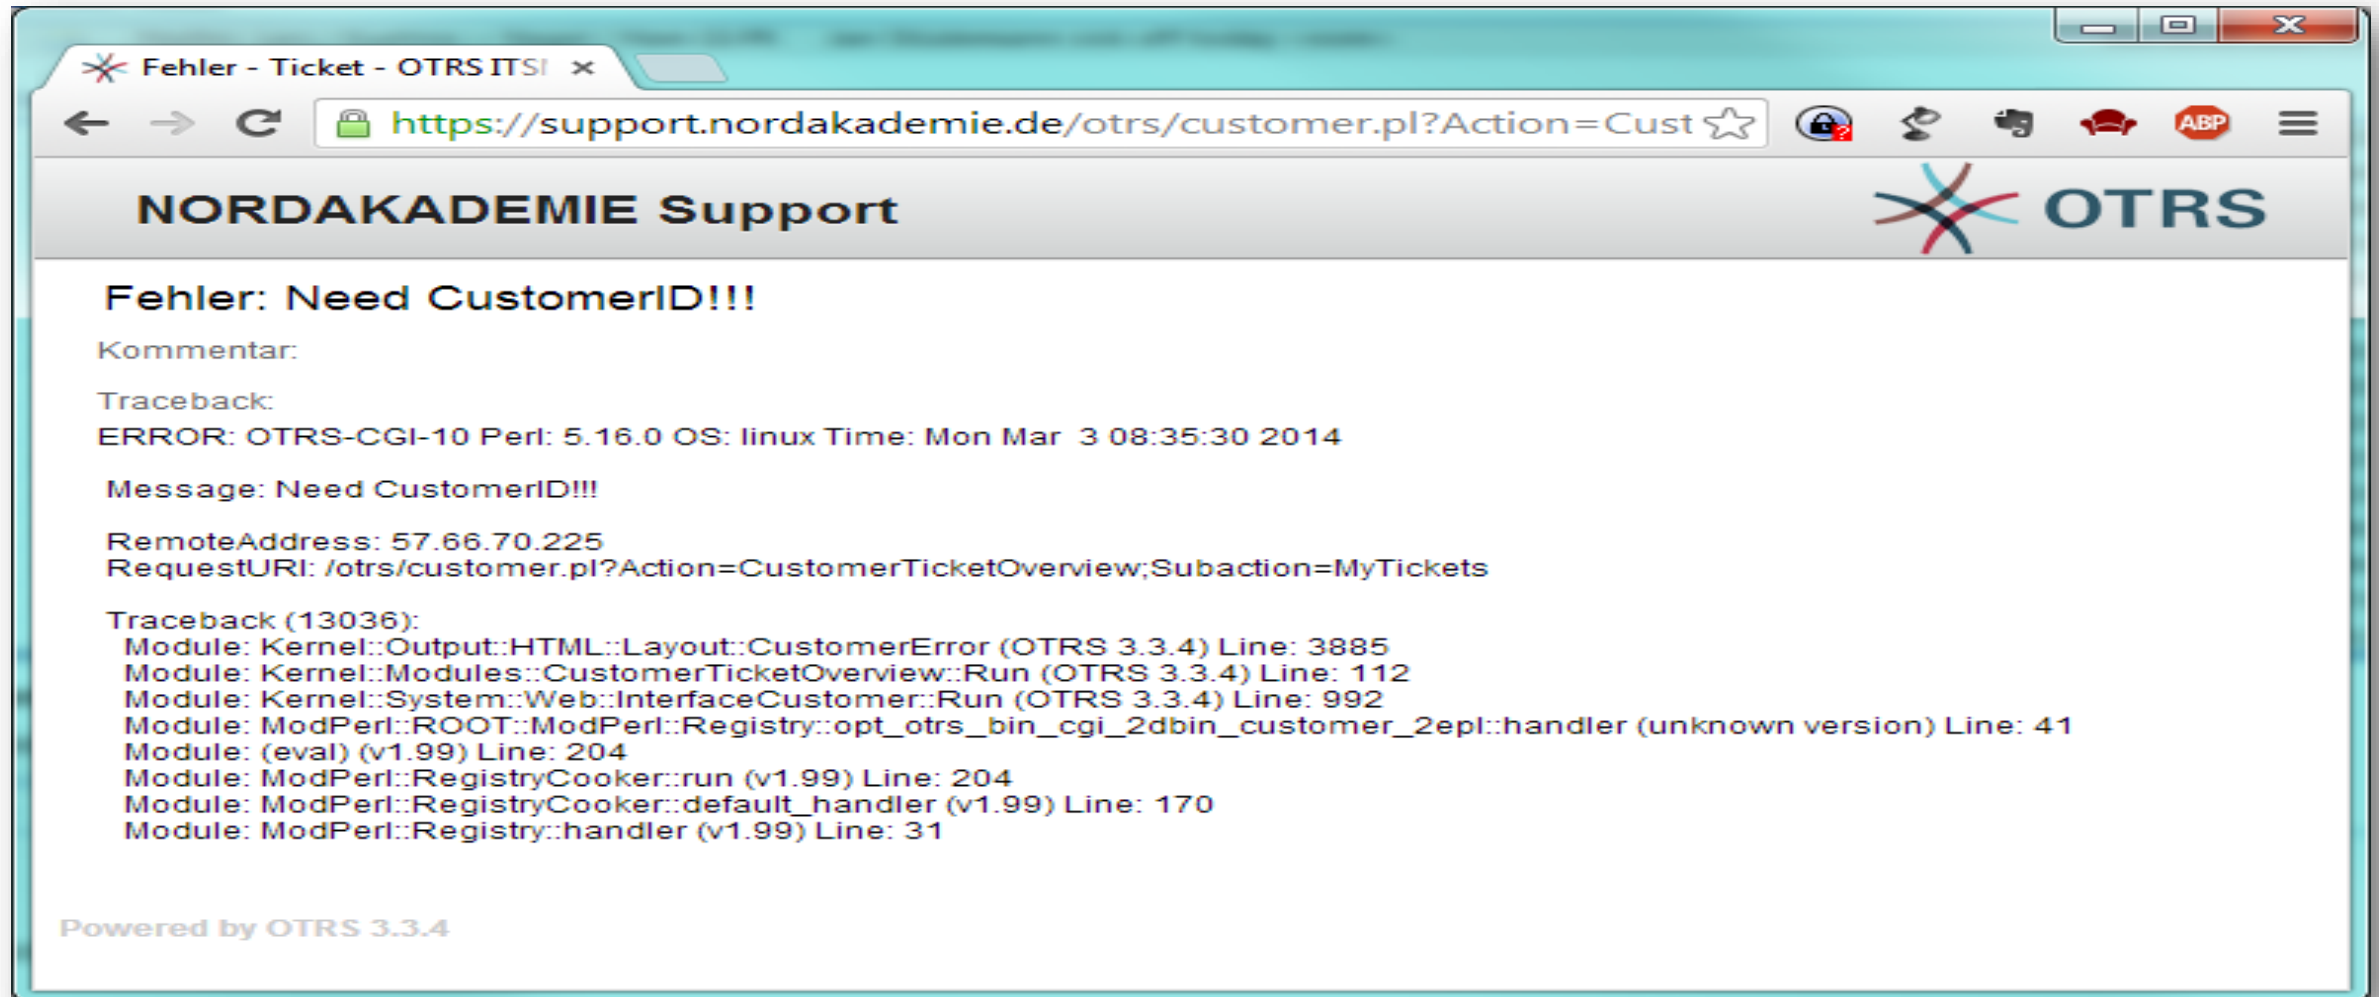 Fehler - Ticket - OTRS ITS
https://support.nordakademie.de/otrs/customer.pl?Action=Cust
ABP
NORDAKADEMIE Support
OTRS
Fehler: Need CustomerID!!!
Kommentar:
Traceback:
ERROR: OTRS-CGI-10 Perl: 5.16.0 OS: linux Time: Mon Mar  3 08:35:30 2014
Message: Need CustomerID!!!
RemoteAddress: 57.66.70.225
RequestURI: /otrs/customer.pl?Action=CustomerTicketOverview;Subaction=MyTickets
Traceback (13036):
Module: Kernel::Output::HTML::Layout::CustomerError (OTRS 3.3.4) Line: 3885
Module: Kernel::Modules::CustomerTicketOverview::Run (OTRS 3.3.4) Line: 112
Module: Kernel::System::Web::InterfaceCustomer::Run (OTRS 3.3.4) Line: 992
Module: ModPerl::ROOT::ModPerl::Registry::opt_otrs_bin_cgi_2dbin_customer_2epl::handler (unknown version) Line: 41
Module: (eval) (v1.99) Line: 204
Module: ModPerl::RegistryCooker::run (v1.99) Line: 204
Module: ModPerl::RegistryCooker::default_handler (v1.99) Line: 170
Module: ModPerl::Registry::handler (v1.99) Line: 31
Powered by OTRS 3.3.4